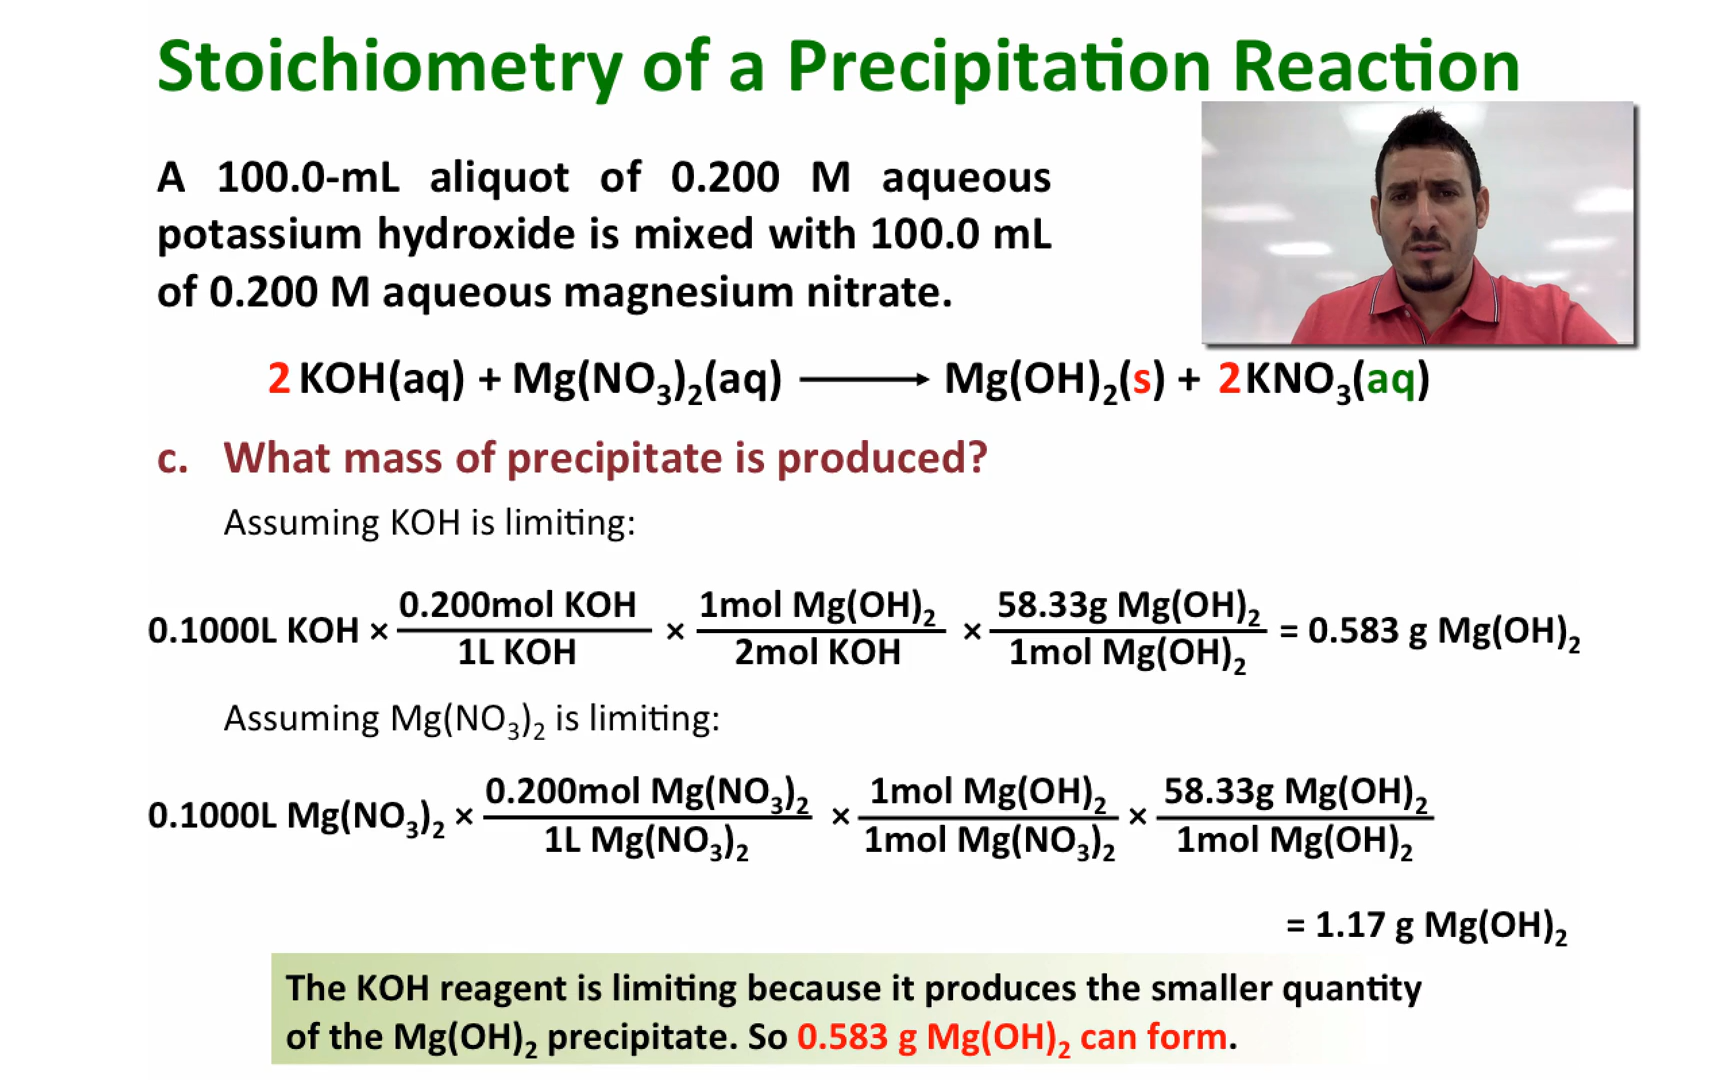 Stoichiometry of a Precipitation Reaction
A 100.0-mL aliquot of 0.200 M aqueous
potassium hydroxide is mixed with 100.0 mL
of 0.200 M aqueous magnesium nitrate.
2 KOH(aq) + Mg(NO₃)₂(aq) ⟶ Mg(OH)₂(s) + 2KNO₃(aq)
c. What mass of precipitate is produced?
Assuming KOH is limiting:
0.1000L KOH × 0.200mol KOH / 1L KOH × 1mol Mg(OH)₂ / 2mol KOH × 58.33g Mg(OH)₂ / 1mol Mg(OH)₂ = 0.583 g Mg(OH)₂
Assuming Mg(NO₃)₂ is limiting:
0.1000L Mg(NO₃)₂ × 0.200mol Mg(NO₃)₂ / 1L Mg(NO₃)₂ × 1mol Mg(OH)₂ / 1mol Mg(NO₃)₂ × 58.33g Mg(OH)₂ / 1mol Mg(OH)₂
= 1.17 g Mg(OH)₂
The KOH reagent is limiting because it produces the smaller quantity
of the Mg(OH)₂ precipitate. So 0.583 g Mg(OH)₂ can form.